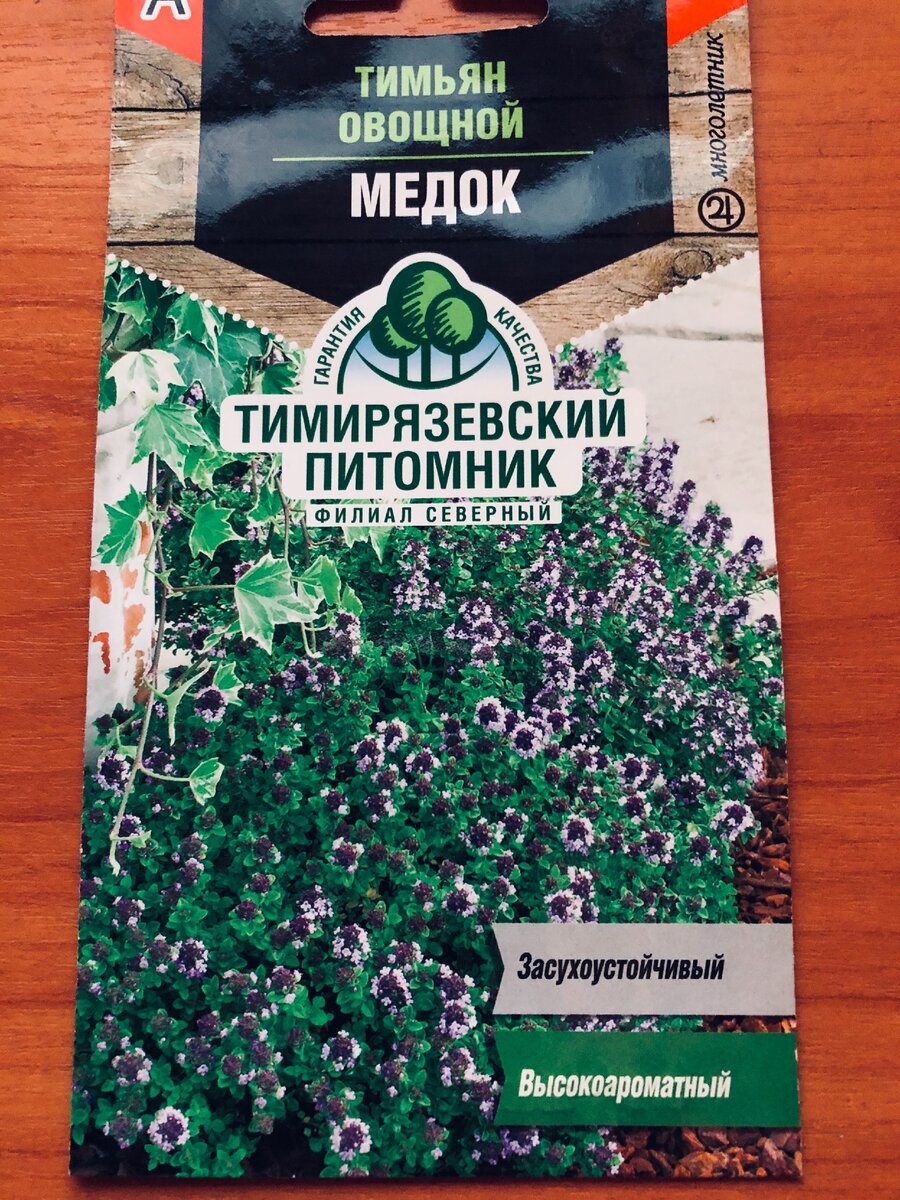 А
ТИМЬЯН
ОВОЩНОЙ
МЕДОК
многолетник
ГАРАНТИЯ КАЧЕСТВА
ТИМИРЯЗЕВСКИЙ
ПИТОМНИК
ФИЛИАЛ СЕВЕРНЫЙ
Засухоустойчивый
Высокоароматный